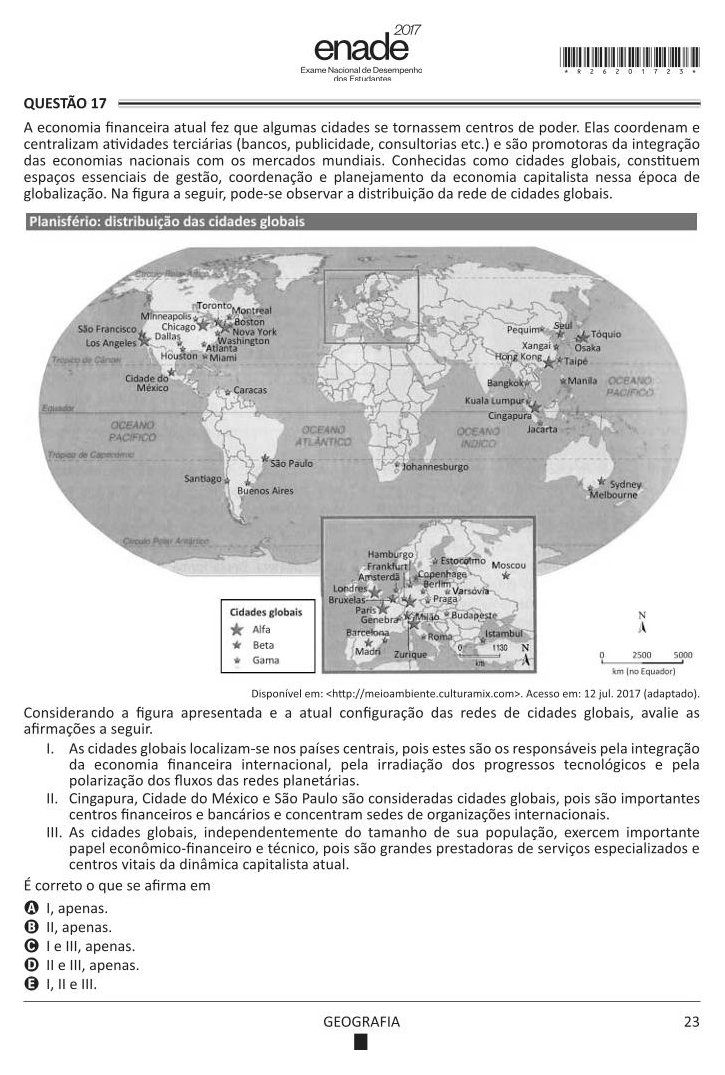 2017
enade
Exame Nacional de Desempenho
dos Estudantes
*R26201723*
QUESTÃO 17
A economia financeira atual fez que algumas cidades se tornassem centros de poder. Elas coordenam e
centralizam atividades terciárias (bancos, publicidade, consultorias etc.) e são promotoras da integração
das economias nacionais com os mercados mundiais. Conhecidas como cidades globais, constituem
espaços essenciais de gestão, coordenação e planejamento da economia capitalista nessa época de
globalização. Na figura a seguir, pode-se observar a distribuição da rede de cidades globais.
Planisfério: distribuição das cidades globais
Círculo Polar Ártico
Toronto
Montreal
Minneapolis
Boston
São Francisco
Chicago
Nova York
Los Angeles
Dallas
Washington
Atlanta
Houston
Miami
Trópico de Câncer
Cidade do
México
Caracas
Pequim
Seul
Tóquio
Xangai
Osaka
Hong Kong
Taipé
Bangkok
Manila
OCEANO
PACÍFICO
Kuala Lumpur
Cingapura
Jacarta
Equador
OCEANO
PACÍFICO
OCEANO
ATLÂNTICO
OCEANO
ÍNDICO
Trópico de Capricórnio
São Paulo
Santiago
Buenos Aires
Johannesburgo
Sydney
Melbourne
Círculo Polar Antártico
Hamburgo
Estocolmo
Moscou
Frankfurt
Copenhage
Amsterdã
Berlim
Londres
Varsóvia
Bruxelas
Praga
Paris
Milão
Budapeste
Genebra
Barcelona
Roma
Istambul
Madri
Zurique
0 1130
km
N
Cidades globais
Alfa
Beta
Gama
N
0 2500 5000
km (no Equador)
Disponível em: <http://meioambiente.culturamix.com>. Acesso em: 12 jul. 2017 (adaptado).
Considerando a figura apresentada e a atual configuração das redes de cidades globais, avalie as
afirmações a seguir.
I. As cidades globais localizam-se nos países centrais, pois estes são os responsáveis pela integração
da economia financeira internacional, pela irradiação dos progressos tecnológicos e pela
polarização dos fluxos das redes planetárias.
II. Cingapura, Cidade do México e São Paulo são consideradas cidades globais, pois são importantes
centros financeiros e bancários e concentram sedes de organizações internacionais.
III. As cidades globais, independentemente do tamanho de sua população, exercem importante
papel econômico-financeiro e técnico, pois são grandes prestadoras de serviços especializados e
centros vitais da dinâmica capitalista atual.
É correto o que se afirma em
A I, apenas.
B II, apenas.
C I e III, apenas.
D II e III, apenas.
E I, II e III.
GEOGRAFIA
23